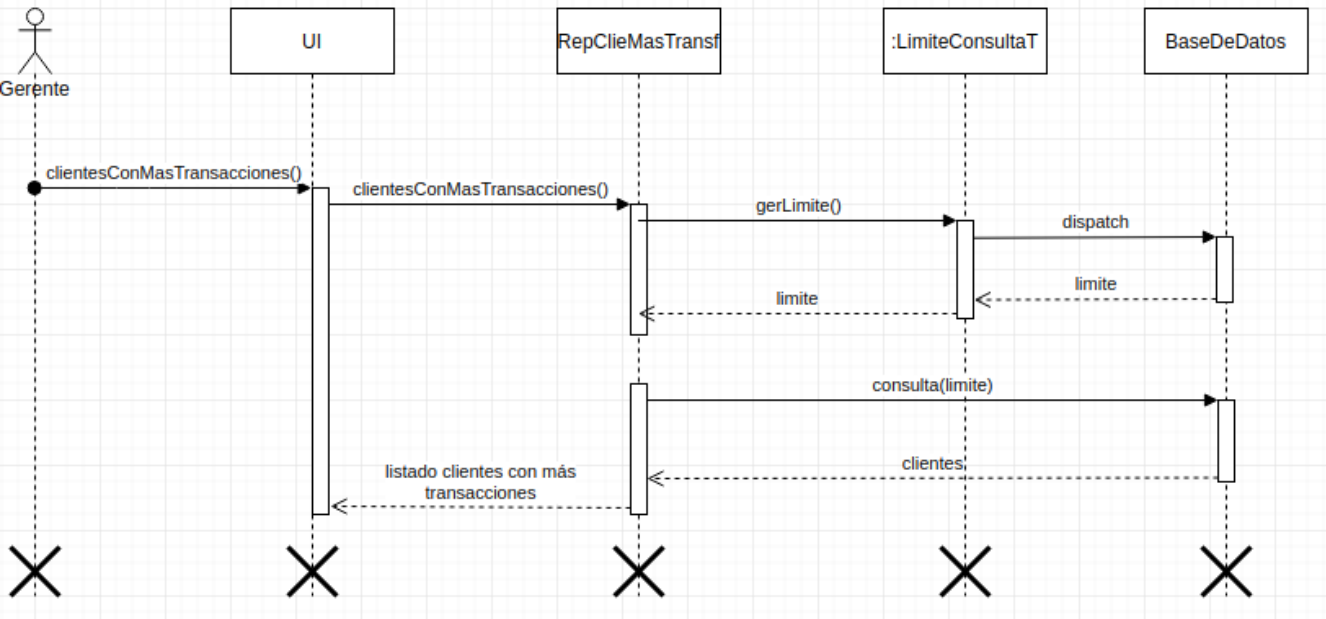 UI
RepClieMasTransf
:LimiteConsultaT
BaseDeDatos
Gerente
clientesConMasTransacciones()
clientesConMasTransacciones()
gerLimite()
dispatch
limite
limite
consulta(limite)
clientes
listado clientes con más
transacciones